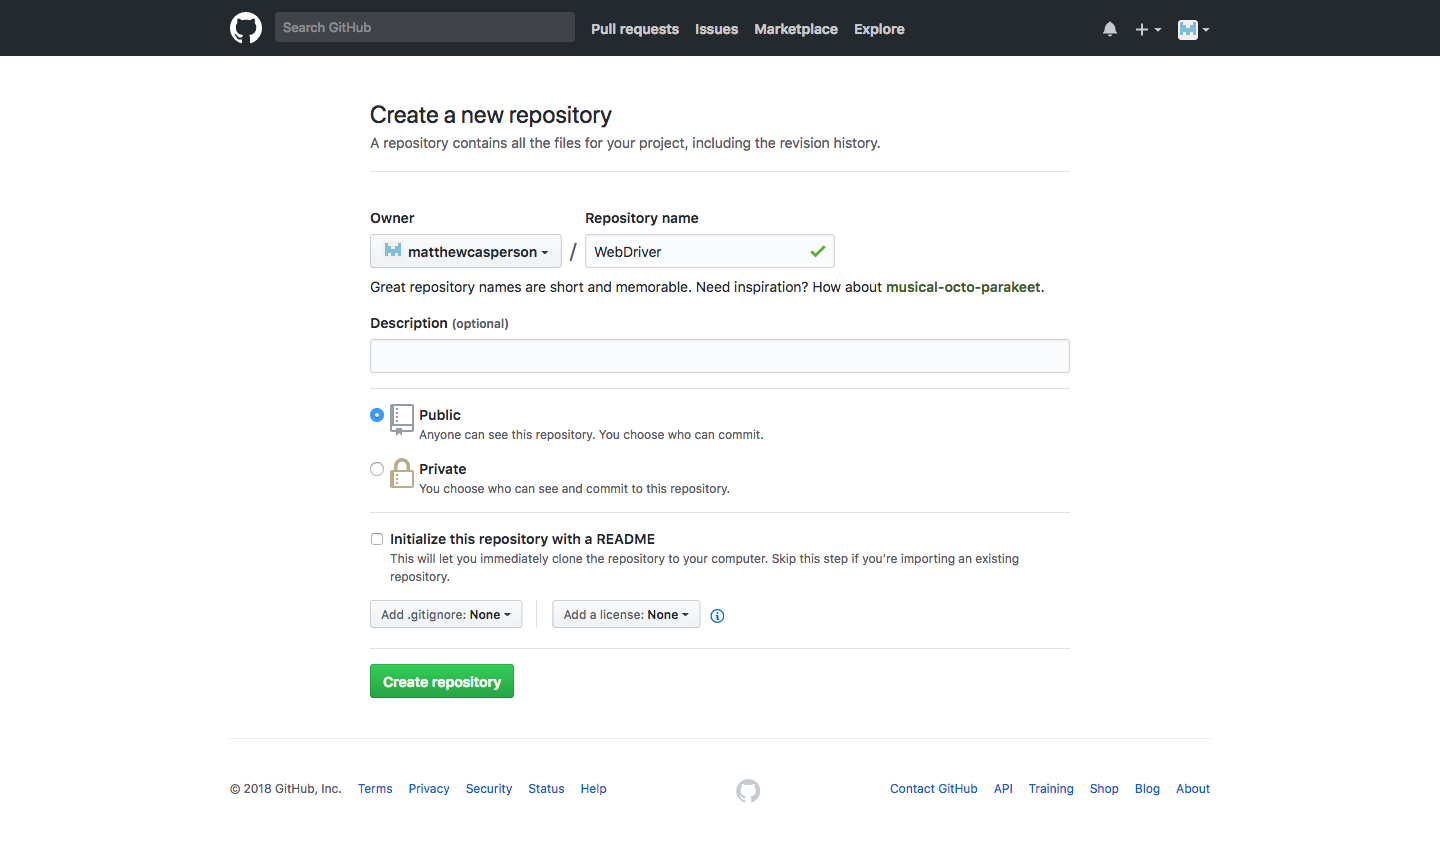 Search GitHub
Pull requests Issues Marketplace Explore
Create a new repository
A repository contains all the files for your project, including the revision history.
Owner Repository name
matthewcasperson / WebDriver
Great repository names are short and memorable. Need inspiration? How about musical-octo-parakeet.
Description (optional)
Public
Anyone can see this repository. You choose who can commit.
Private
You choose who can see and commit to this repository.
Initialize this repository with a README
This will let you immediately clone the repository to your computer. Skip this step if you’re importing an existing
repository.
Add .gitignore: None Add a license: None
Create repository
© 2018 GitHub, Inc. Terms Privacy Security Status Help Contact GitHub API Training Shop Blog About